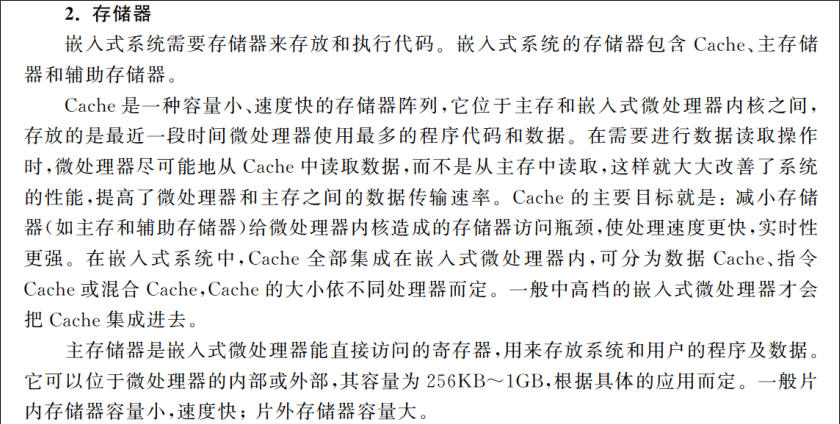 2. 存储器
嵌入式系统需要存储器来存放和执行代码。嵌入式系统的存储器包含 Cache、主存储
器和辅助存储器。
Cache 是一种容量小、速度快的存储器阵列,它位于主存和嵌入式微处理器内核之间,
存放的是最近一段时间微处理器使用最多的程序代码和数据。在需要进行数据读取操作
时,微处理器尽可能地从 Cache 中读取数据,而不是从主存中读取,这样就大大改善了系统
的性能,提高了微处理器和主存之间的数据传输速率。Cache 的主要目标就是: 减小存储
器(如主存和辅助存储器)给微处理器内核造成的存储器访问瓶颈,使处理速度更快,实时性
更强。在嵌入式系统中,Cache 全部集成在嵌入式微处理器内,可分为数据 Cache、指令
Cache 或混合 Cache,Cache 的大小依不同处理器而定。一般中高档的嵌入式微处理器才会
把 Cache 集成进去。
主存储器是嵌入式微处理器能直接访问的寄存器,用来存放系统和用户的程序及数据。
它可以位于微处理器的内部或外部,其容量为 256KB～1GB,根据具体的应用而定。一般片
内存储器容量小,速度快; 片外存储器容量大。